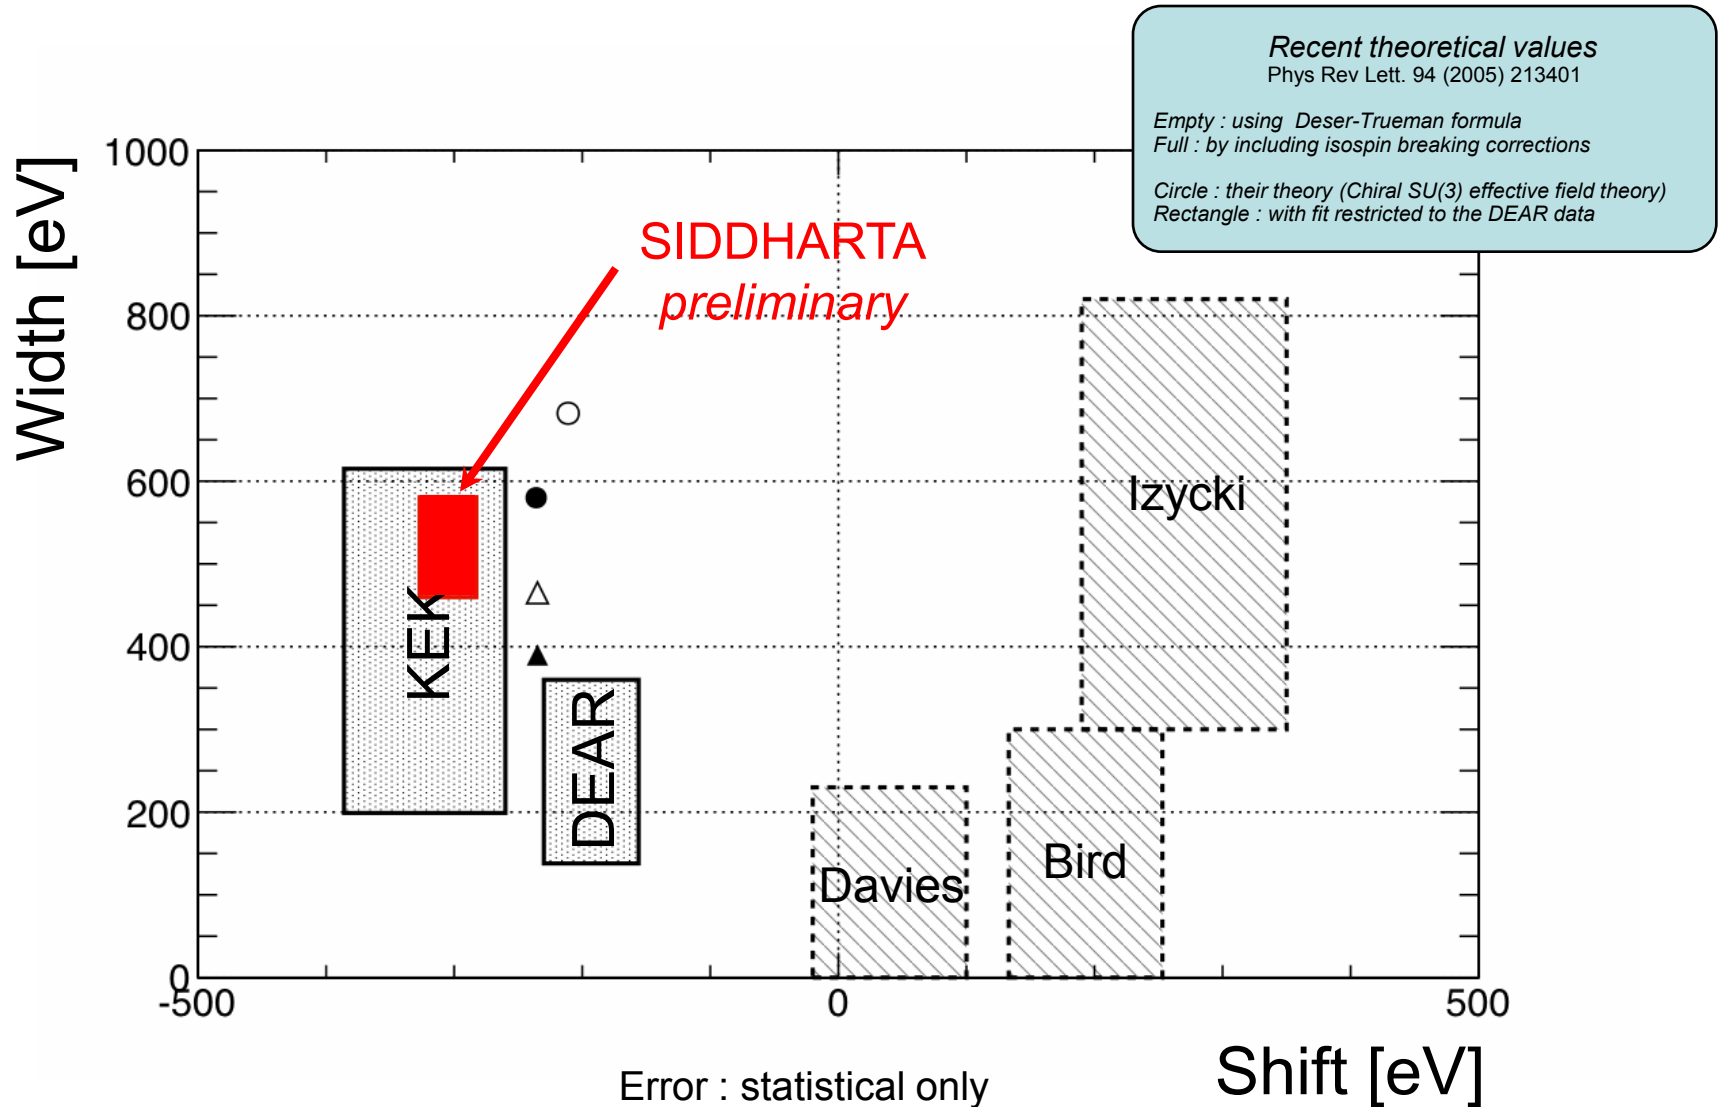 Recent theoretical values
Phys Rev Lett. 94 (2005) 213401
Empty : using Deser-Trueman formula
Full : by including isospin breaking corrections
Circle : their theory (Chiral SU(3) effective field theory)
Rectangle : with fit restricted to the DEAR data
Width [eV]
1000
800
600
400
200
0
SIDDHARTA
preliminary
KEK
DEAR
Izycki
Davies
Bird
-500
0
500
Shift [eV]
Error : statistical only